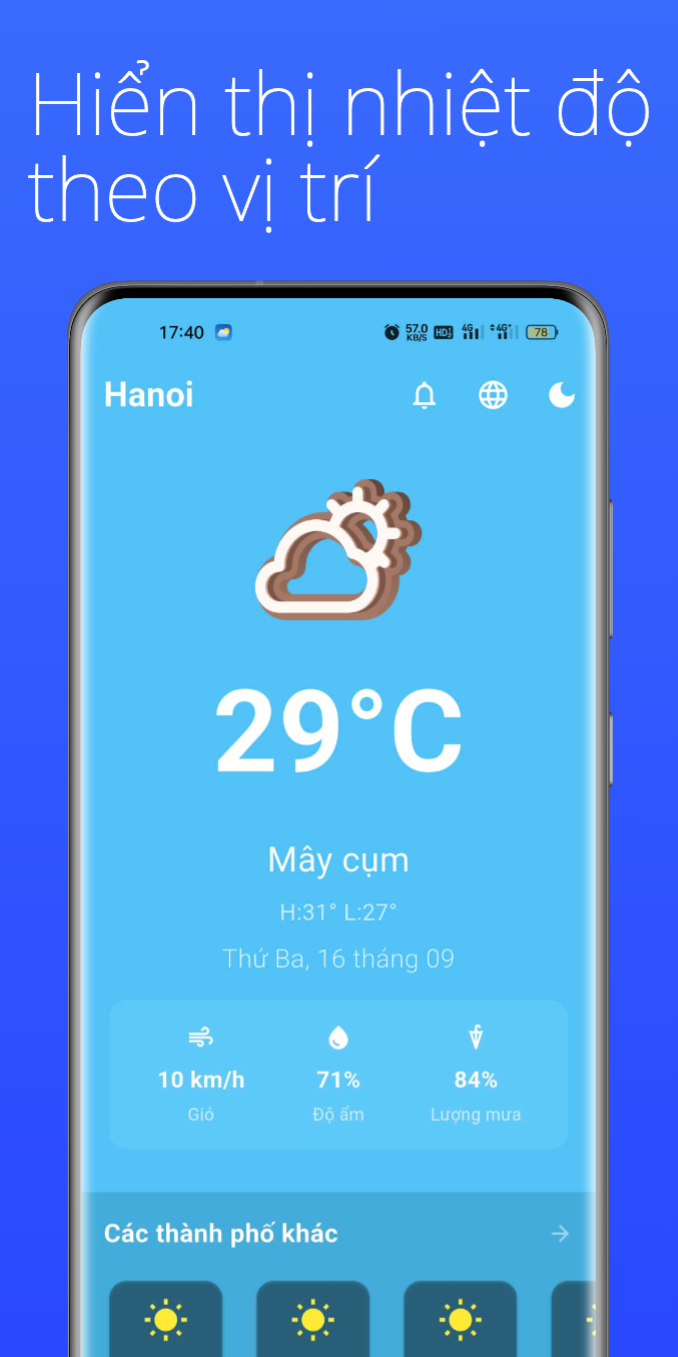 Hiển thị nhiệt độ
theo vị trí
17:40 57.0 KB/S HD 4G 4G+ 78
Hanoi
29°C
Mây cụm
H:31° L:27°
Thứ Ba, 16 tháng 09
10 km/h 71% 84%
Gió Độ ẩm Lượng mưa
Các thành phố khác